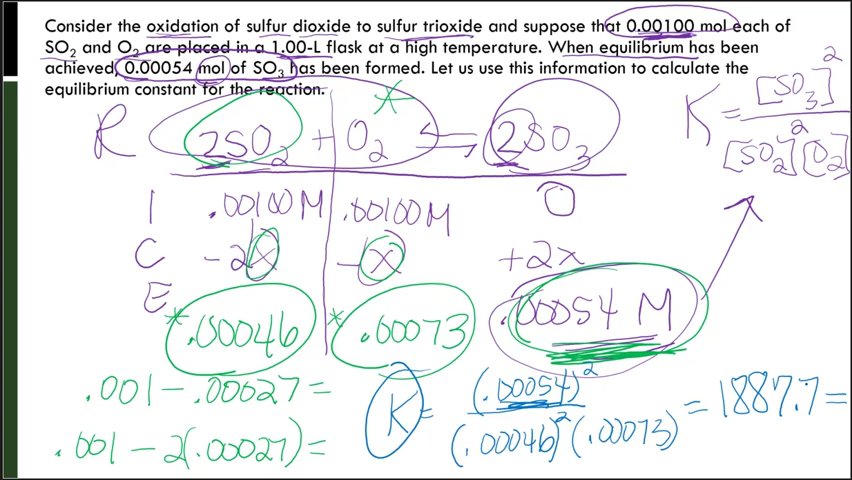 Consider the oxidation of sulfur dioxide to sulfur trioxide and suppose that 0.00100 mol each of
SO₂ and O₂ are placed in a 1.00-L flask at a high temperature. When equilibrium has been
achieved, 0.00054 mol of SO₃ has been formed. Let us use this information to calculate the
equilibrium constant for the reaction.
K = [SO₃]² / [SO₂]²[O₂]
R 2SO₂ + O₂ ⇌ 2SO₃
I .00100 M .00100 M 0
C -2x -x +2x
E *.00046 *.00073 .00054 M
.001 - .00027 =
.001 - 2(.00027) =
K = (.00054)² / (.00046)²(.00073) = 1887.7 =